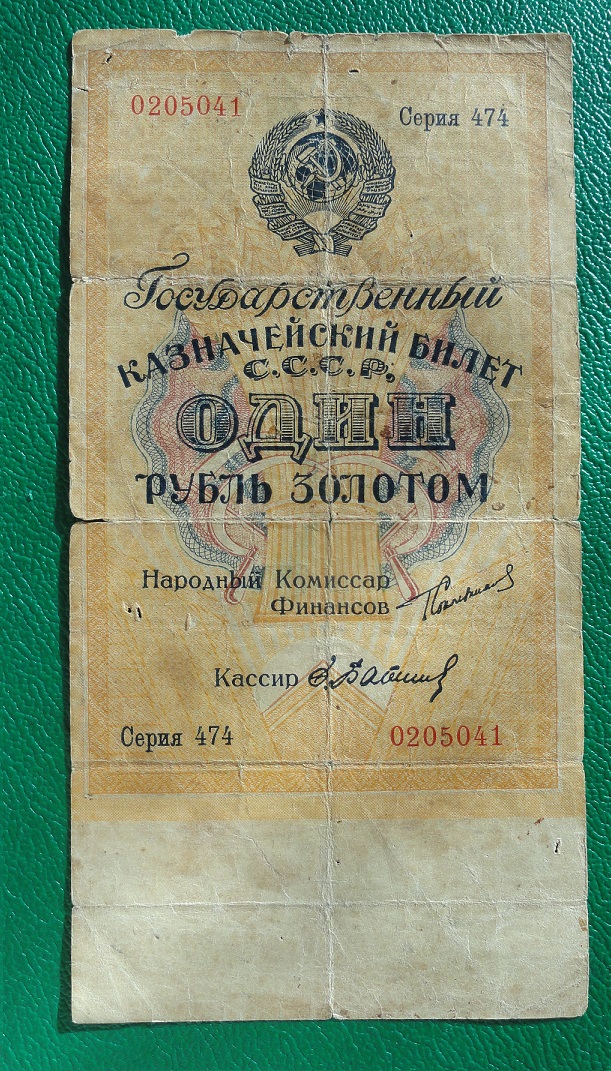 0205041
Серия 474
Государственный
КАЗНАЧЕЙСКИЙ БИЛЕТ
С.С.С.Р.
ОДИН
РУБЛЬ ЗОЛОТОМ
Народный Комиссар
Финансов
Кассир
Серия 474
0205041